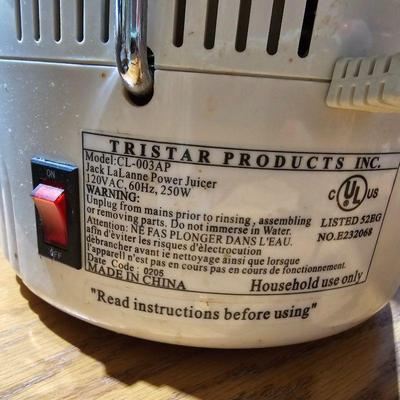 ON
OFF
TRISTAR PRODUCTS INC.
Model:CL-003AP
Jack LaLanne Power Juicer
120VAC, 60Hz, 250W
WARNING:
Unplug from mains prior to rinsing, assembling
or removing parts. Do not immerse in Water.
Attention: NÉ FAS PLONGER DANS L'EAU.
afin d'éviter les risques d'électrocution
débrancher avant le nettoyage ainsi que lorsque
l'appareil n'est pas en cours pas en cours de fonctionnement.
Date Code: 0205
MADE IN CHINA
C UL US
LISTED 52EG
NO.E232068
Household use only
"Read instructions before using"